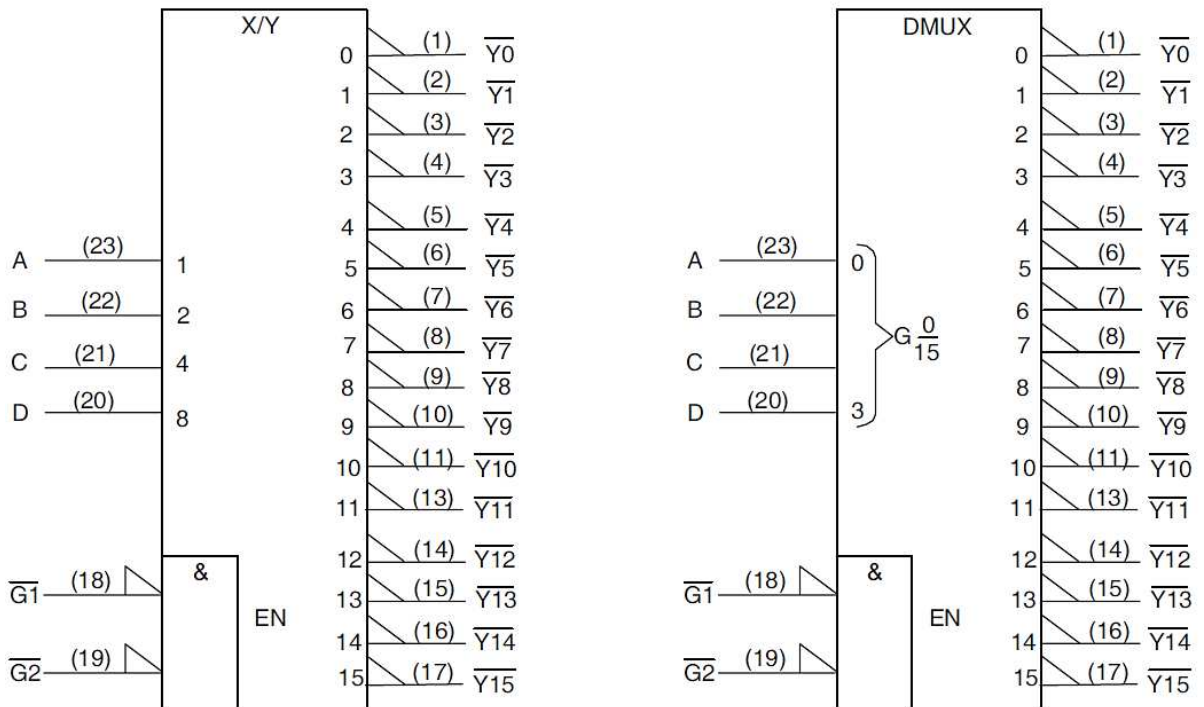 X/Y
0 (1) Y0
1 (2) Y1
2 (3) Y2
3 (4) Y3
4 (5) Y4
A (23) 1
5 (6) Y5
B (22) 2
6 (7) Y6
7 (8) Y7
C (21) 4
8 (9) Y8
D (20) 8
9 (10) Y9
10 (11) Y10
11 (13) Y11
12 (14) Y12
&
G1 (18)
13 (15) Y13
EN
14 (16) Y14
G2 (19)
15 (17) Y15
DMUX
0 (1) Y0
1 (2) Y1
2 (3) Y2
3 (4) Y3
4 (5) Y4
A (23) 0
5 (6) Y5
B (22)
6 (7) Y6
G 0/15
7 (8) Y7
C (21)
8 (9) Y8
D (20) 3
9 (10) Y9
10 (11) Y10
11 (13) Y11
12 (14) Y12
&
G1 (18)
13 (15) Y13
EN
14 (16) Y14
G2 (19)
15 (17) Y15